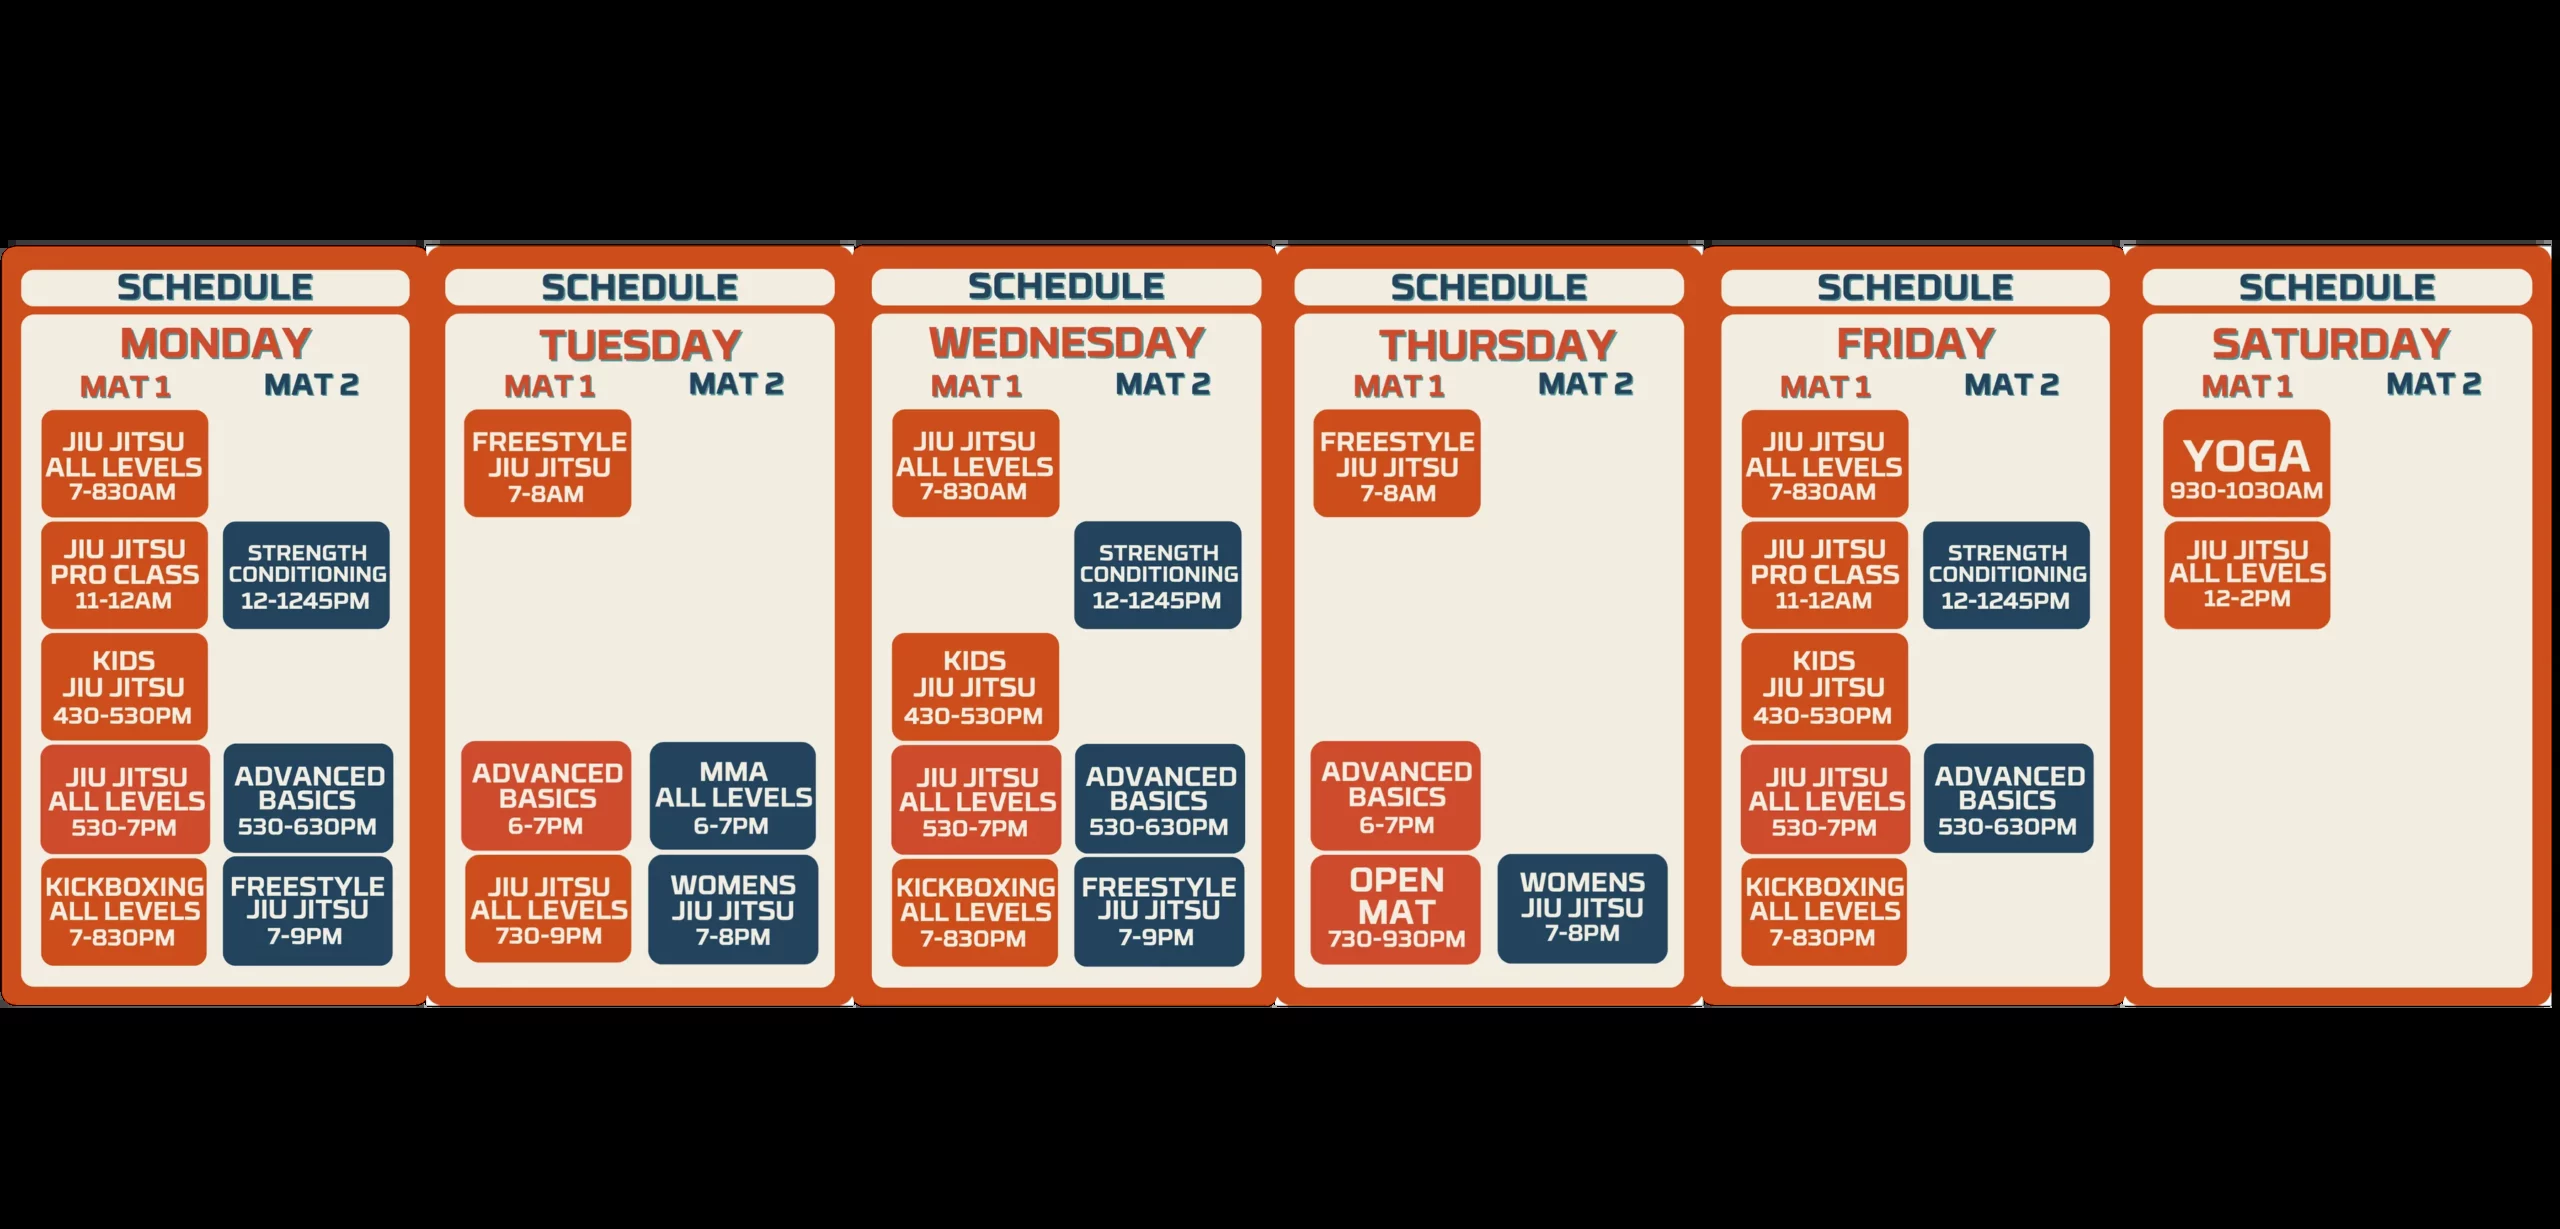 SCHEDULE
MONDAY
MAT 1
MAT 2
JIU JITSU
ALL LEVELS
7-830AM
JIU JITSU
PRO CLASS
11-12AM
STRENGTH
CONDITIONING
12-1245PM
KIDS
JIU JITSU
430-530PM
JIU JITSU
ALL LEVELS
530-7PM
ADVANCED
BASICS
530-630PM
KICKBOXING
ALL LEVELS
7-830PM
FREESTYLE
JIU JITSU
7-9PM
SCHEDULE
TUESDAY
MAT 1
MAT 2
FREESTYLE
JIU JITSU
7-8AM
ADVANCED
BASICS
6-7PM
MMA
ALL LEVELS
6-7PM
JIU JITSU
ALL LEVELS
730-9PM
WOMENS
JIU JITSU
7-8PM
SCHEDULE
WEDNESDAY
MAT 1
MAT 2
JIU JITSU
ALL LEVELS
7-830AM
STRENGTH
CONDITIONING
12-1245PM
KIDS
JIU JITSU
430-530PM
JIU JITSU
ALL LEVELS
530-7PM
ADVANCED
BASICS
530-630PM
KICKBOXING
ALL LEVELS
7-830PM
FREESTYLE
JIU JITSU
7-9PM
SCHEDULE
THURSDAY
MAT 1
MAT 2
FREESTYLE
JIU JITSU
7-8AM
ADVANCED
BASICS
6-7PM
OPEN
MAT
730-930PM
WOMENS
JIU JITSU
7-8PM
SCHEDULE
FRIDAY
MAT 1
MAT 2
JIU JITSU
ALL LEVELS
7-830AM
JIU JITSU
PRO CLASS
11-12AM
STRENGTH
CONDITIONING
12-1245PM
KIDS
JIU JITSU
430-530PM
JIU JITSU
ALL LEVELS
530-7PM
ADVANCED
BASICS
530-630PM
KICKBOXING
ALL LEVELS
7-830PM
SCHEDULE
SATURDAY
MAT 1
MAT 2
YOGA
930-1030AM
JIU JITSU
ALL LEVELS
12-2PM